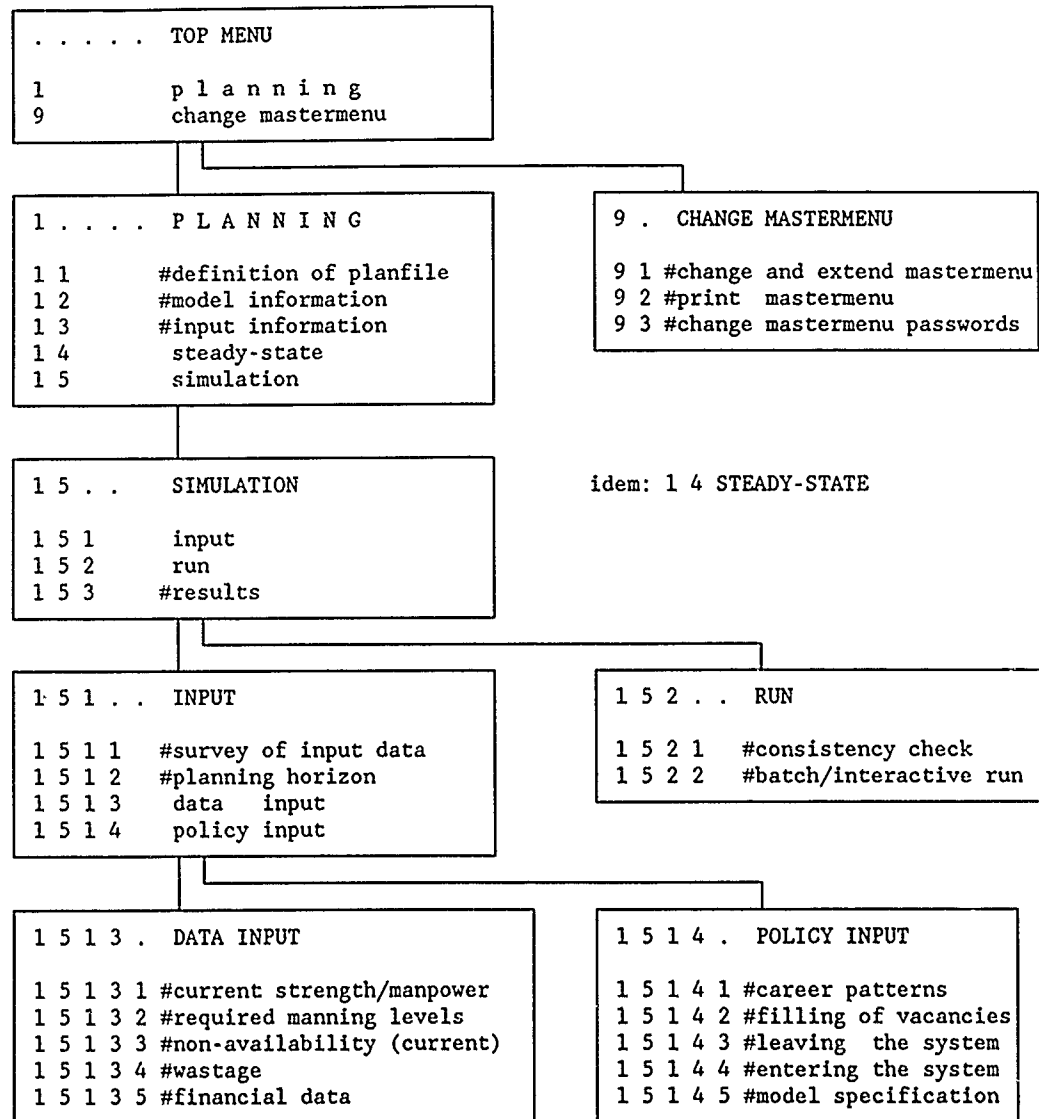 . . . . . TOP MENU
1 p l a n n i n g
9 change mastermenu
1 . . . . P L A N N I N G
1 1 #definition of planfile
1 2 #model information
1 3 #input information
1 4 steady-state
1 5 simulation
9 . CHANGE MASTERMENU
9 1 #change and extend mastermenu
9 2 #print mastermenu
9 3 #change mastermenu passwords
1 5 . . SIMULATION
1 5 1 input
1 5 2 run
1 5 3 #results
idem: 1 4 STEADY-STATE
1 5 1 . . INPUT
1 5 1 1 #survey of input data
1 5 1 2 #planning horizon
1 5 1 3 data input
1 5 1 4 policy input
1 5 2 . . RUN
1 5 2 1 #consistency check
1 5 2 2 #batch/interactive run
1 5 1 3 . DATA INPUT
1 5 1 3 1 #current strength/manpower
1 5 1 3 2 #required manning levels
1 5 1 3 3 #non-availability (current)
1 5 1 3 4 #wastage
1 5 1 3 5 #financial data
1 5 1 4 . POLICY INPUT
1 5 1 4 1 #career patterns
1 5 1 4 2 #filling of vacancies
1 5 1 4 3 #leaving the system
1 5 1 4 4 #entering the system
1 5 1 4 5 #model specification